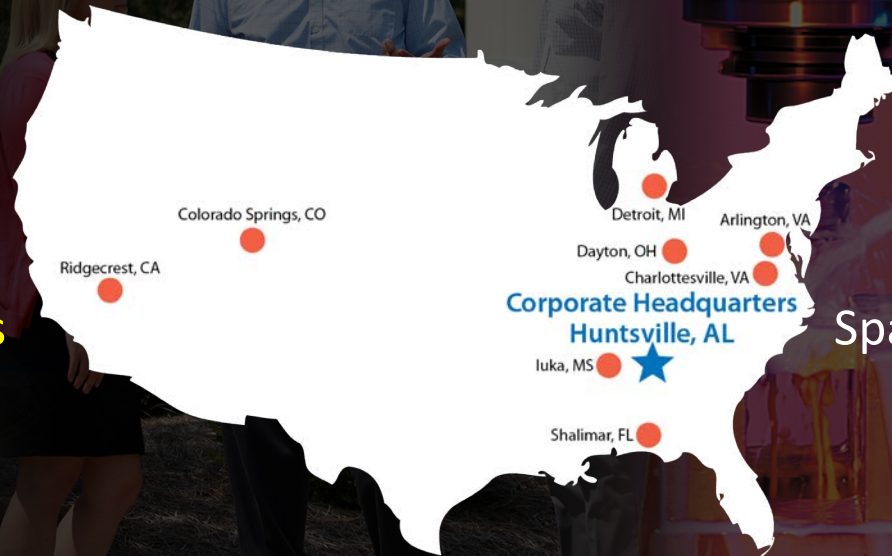 Colorado Springs, CO
Ridgecrest, CA
Detroit, MI
Arlington, VA
Dayton, OH
Charlottesville, VA
Corporate Headquarters
Huntsville, AL
Iuka, MS
Shalimar, FL